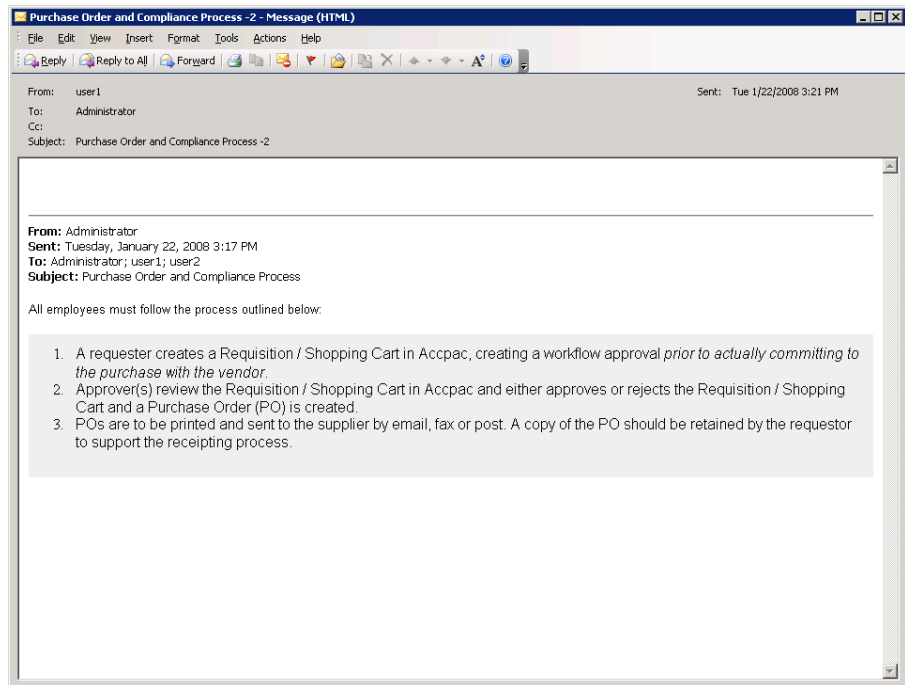 Purchase Order and Compliance Process -2 - Message (HTML)
File Edit View Insert Format Tools Actions Help
Reply Reply to All Forward
From: user1 Sent: Tue 1/22/2008 3:21 PM
To: Administrator
Cc:
Subject: Purchase Order and Compliance Process -2
From: Administrator
Sent: Tuesday, January 22, 2008 3:17 PM
To: Administrator; user1; user2
Subject: Purchase Order and Compliance Process
All employees must follow the process outlined below:
1. A requester creates a Requisition / Shopping Cart in Accpac, creating a workflow approval prior to actually committing to
the purchase with the vendor.
2. Approver(s) review the Requisition / Shopping Cart in Accpac and either approves or rejects the Requisition / Shopping
Cart and a Purchase Order (PO) is created.
3. POs are to be printed and sent to the supplier by email, fax or post. A copy of the PO should be retained by the requestor
to support the receipting process.